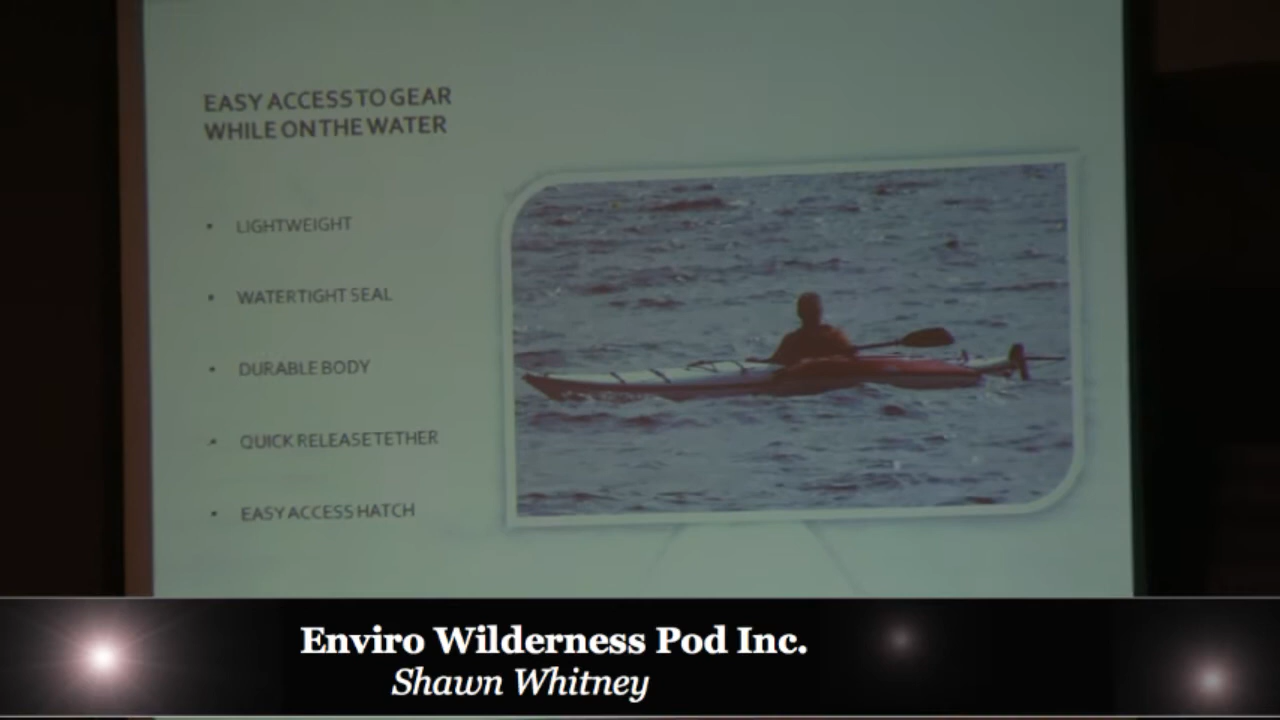 EASY ACCESS TO GEAR
WHILE ON THE WATER
• LIGHTWEIGHT
• WATERTIGHT SEAL
• DURABLE BODY
• QUICK RELEASE TETHER
• EASY ACCESS HATCH
Enviro Wilderness Pod Inc.
Shawn Whitney